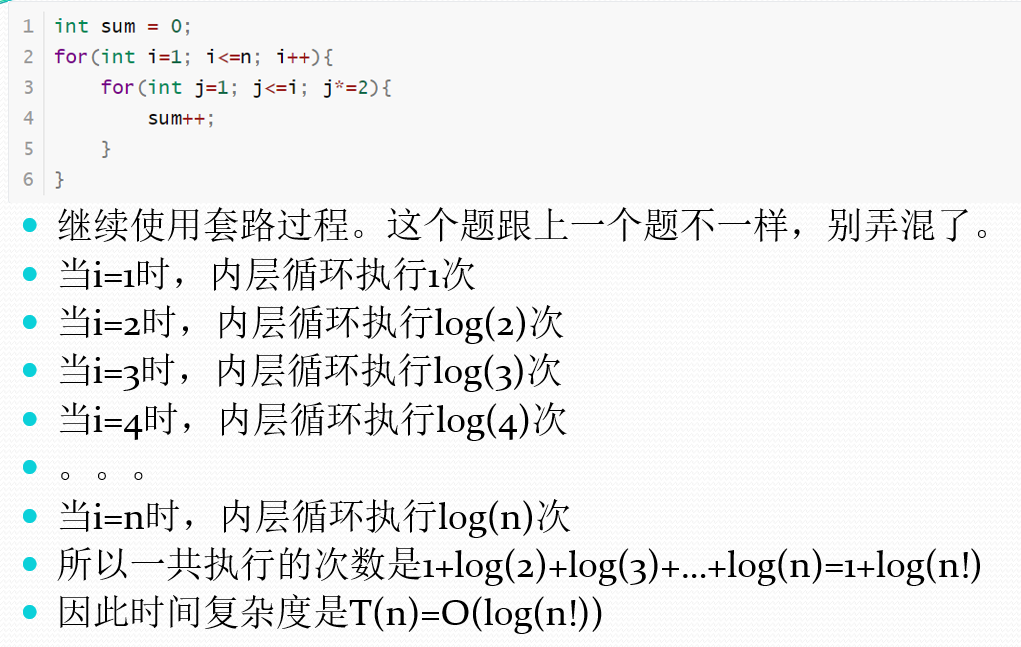 1 int sum = 0;
2 for(int i=1; i<=n; i++){
3     for(int j=1; j<=i; j*=2){
4         sum++;
5     }
6 }
• 继续使用套路过程。这个题跟上一个题不一样，别弄混了。
• 当i=1时，内层循环执行1次
• 当i=2时，内层循环执行log(2)次
• 当i=3时，内层循环执行log(3)次
• 当i=4时，内层循环执行log(4)次
• 。。。
• 当i=n时，内层循环执行log(n)次
• 所以一共执行的次数是1+log(2)+log(3)+...+log(n)=1+log(n!)
• 因此时间复杂度是T(n)=O(log(n!))